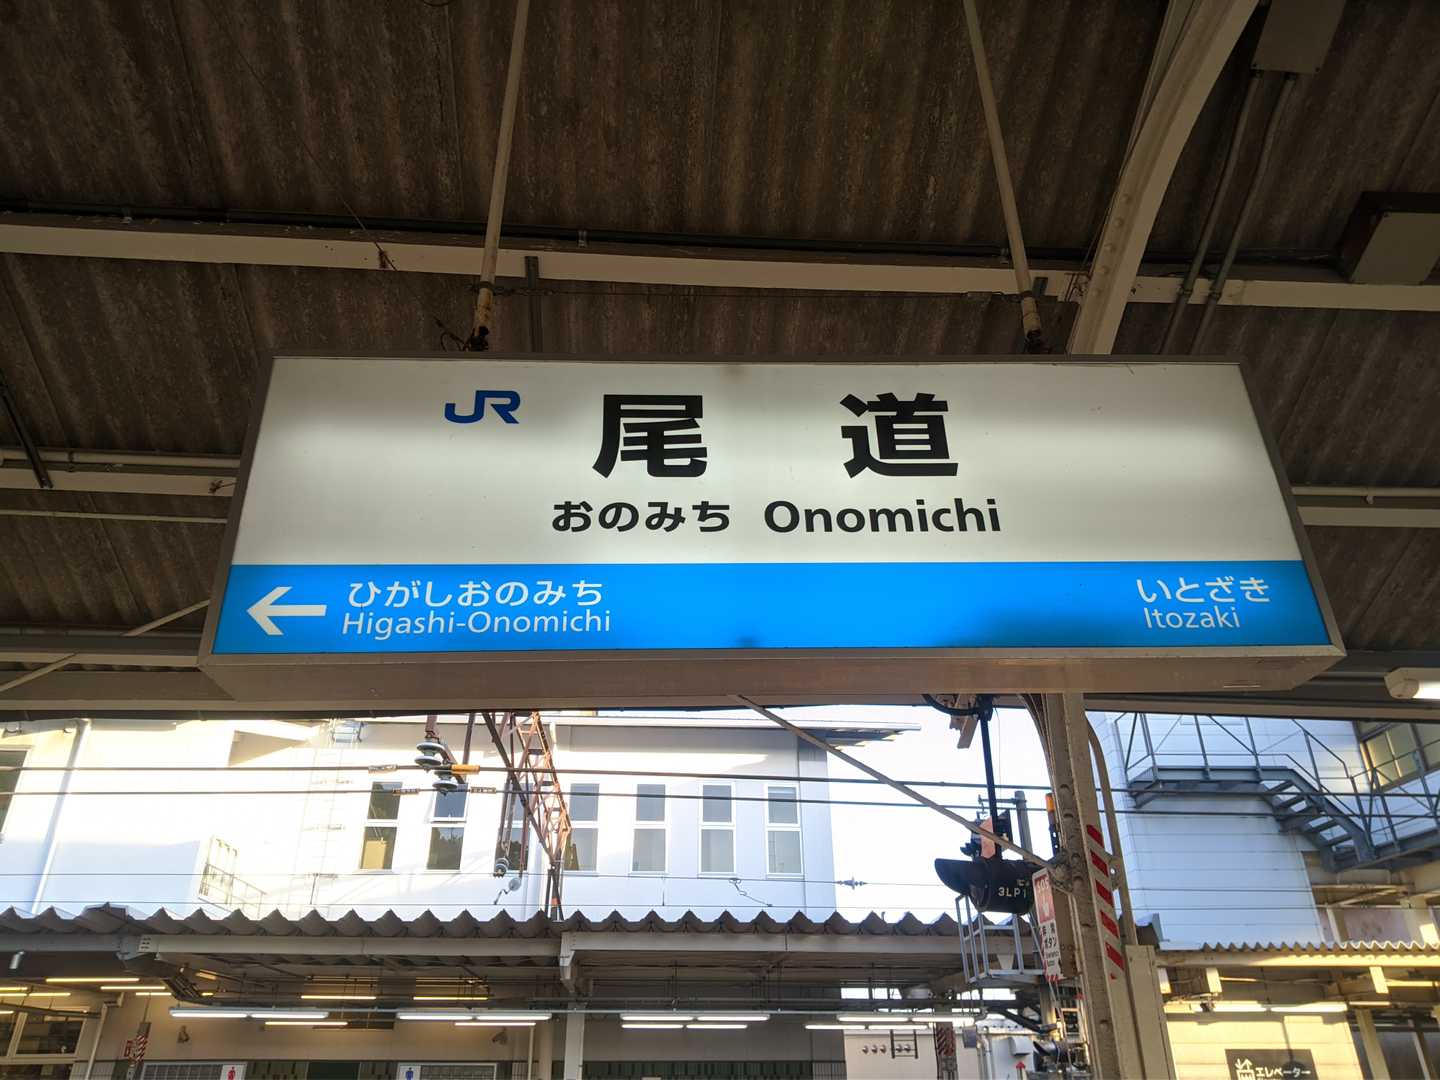 JR 尾道
おのみち Onomichi
← ひがしおのみち
Higashi-Onomichi
いとざき
Itozaki
3LP1
エレベーター